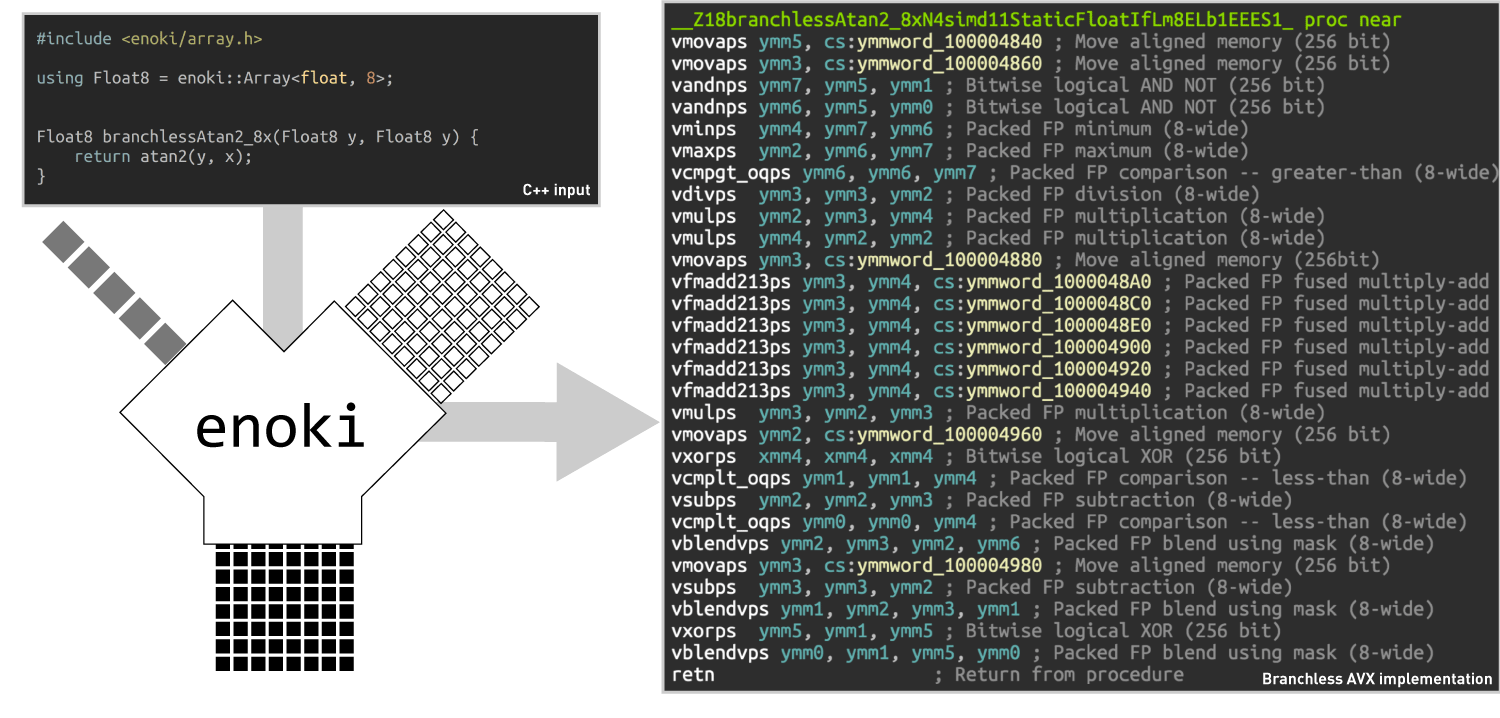 #include <enoki/array.h>
using Float8 = enoki::Array<float, 8>;
Float8 branchlessAtan2_8x(Float8 y, Float8 y) {
    return atan2(y, x);
}
C++ input
enoki
__Z18branchlessAtan2_8xN4simd11StaticFloatIfLm8ELb1EEES1_ proc near
vmovaps ymm5, cs:ymmword_100004840 ; Move aligned memory (256 bit)
vmovaps ymm3, cs:ymmword_100004860 ; Move aligned memory (256 bit)
vandnps ymm7, ymm5, ymm1 ; Bitwise logical AND NOT (256 bit)
vandnps ymm6, ymm5, ymm0 ; Bitwise logical AND NOT (256 bit)
vminps  ymm4, ymm7, ymm6 ; Packed FP minimum (8-wide)
vmaxps  ymm2, ymm6, ymm7 ; Packed FP maximum (8-wide)
vcmpgt_oqps ymm6, ymm6, ymm7 ; Packed FP comparison -- greater-than (8-wide)
vdivps  ymm3, ymm3, ymm2 ; Packed FP division (8-wide)
vmulps  ymm2, ymm3, ymm4 ; Packed FP multiplication (8-wide)
vmulps  ymm4, ymm2, ymm2 ; Packed FP multiplication (8-wide)
vmovaps ymm3, cs:ymmword_100004880 ; Move aligned memory (256bit)
vfmadd213ps ymm3, ymm4, cs:ymmword_1000048A0 ; Packed FP fused multiply-add
vfmadd213ps ymm3, ymm4, cs:ymmword_1000048C0 ; Packed FP fused multiply-add
vfmadd213ps ymm3, ymm4, cs:ymmword_1000048E0 ; Packed FP fused multiply-add
vfmadd213ps ymm3, ymm4, cs:ymmword_100004900 ; Packed FP fused multiply-add
vfmadd213ps ymm3, ymm4, cs:ymmword_100004920 ; Packed FP fused multiply-add
vfmadd213ps ymm3, ymm4, cs:ymmword_100004940 ; Packed FP fused multiply-add
vmulps  ymm3, ymm2, ymm3 ; Packed FP multiplication (8-wide)
vmovaps ymm2, cs:ymmword_100004960 ; Move aligned memory (256 bit)
vxorps  xmm4, xmm4, xmm4 ; Bitwise logical XOR (256 bit)
vcmplt_oqps ymm1, ymm1, ymm4 ; Packed FP comparison -- less-than (8-wide)
vsubps  ymm2, ymm2, ymm3 ; Packed FP subtraction (8-wide)
vcmplt_oqps ymm0, ymm0, ymm4 ; Packed FP comparison -- less-than (8-wide)
vblendvps ymm2, ymm3, ymm2, ymm6 ; Packed FP blend using mask (8-wide)
vmovaps ymm3, cs:ymmword_100004980 ; Move aligned memory (256 bit)
vsubps  ymm3, ymm3, ymm2 ; Packed FP subtraction (8-wide)
vblendvps ymm1, ymm2, ymm3, ymm1 ; Packed FP blend using mask (8-wide)
vxorps  ymm5, ymm1, ymm5 ; Bitwise logical XOR (256 bit)
vblendvps ymm0, ymm1, ymm5, ymm0 ; Packed FP blend using mask (8-wide)
retn                    ; Return from procedure
Branchless AVX implementation